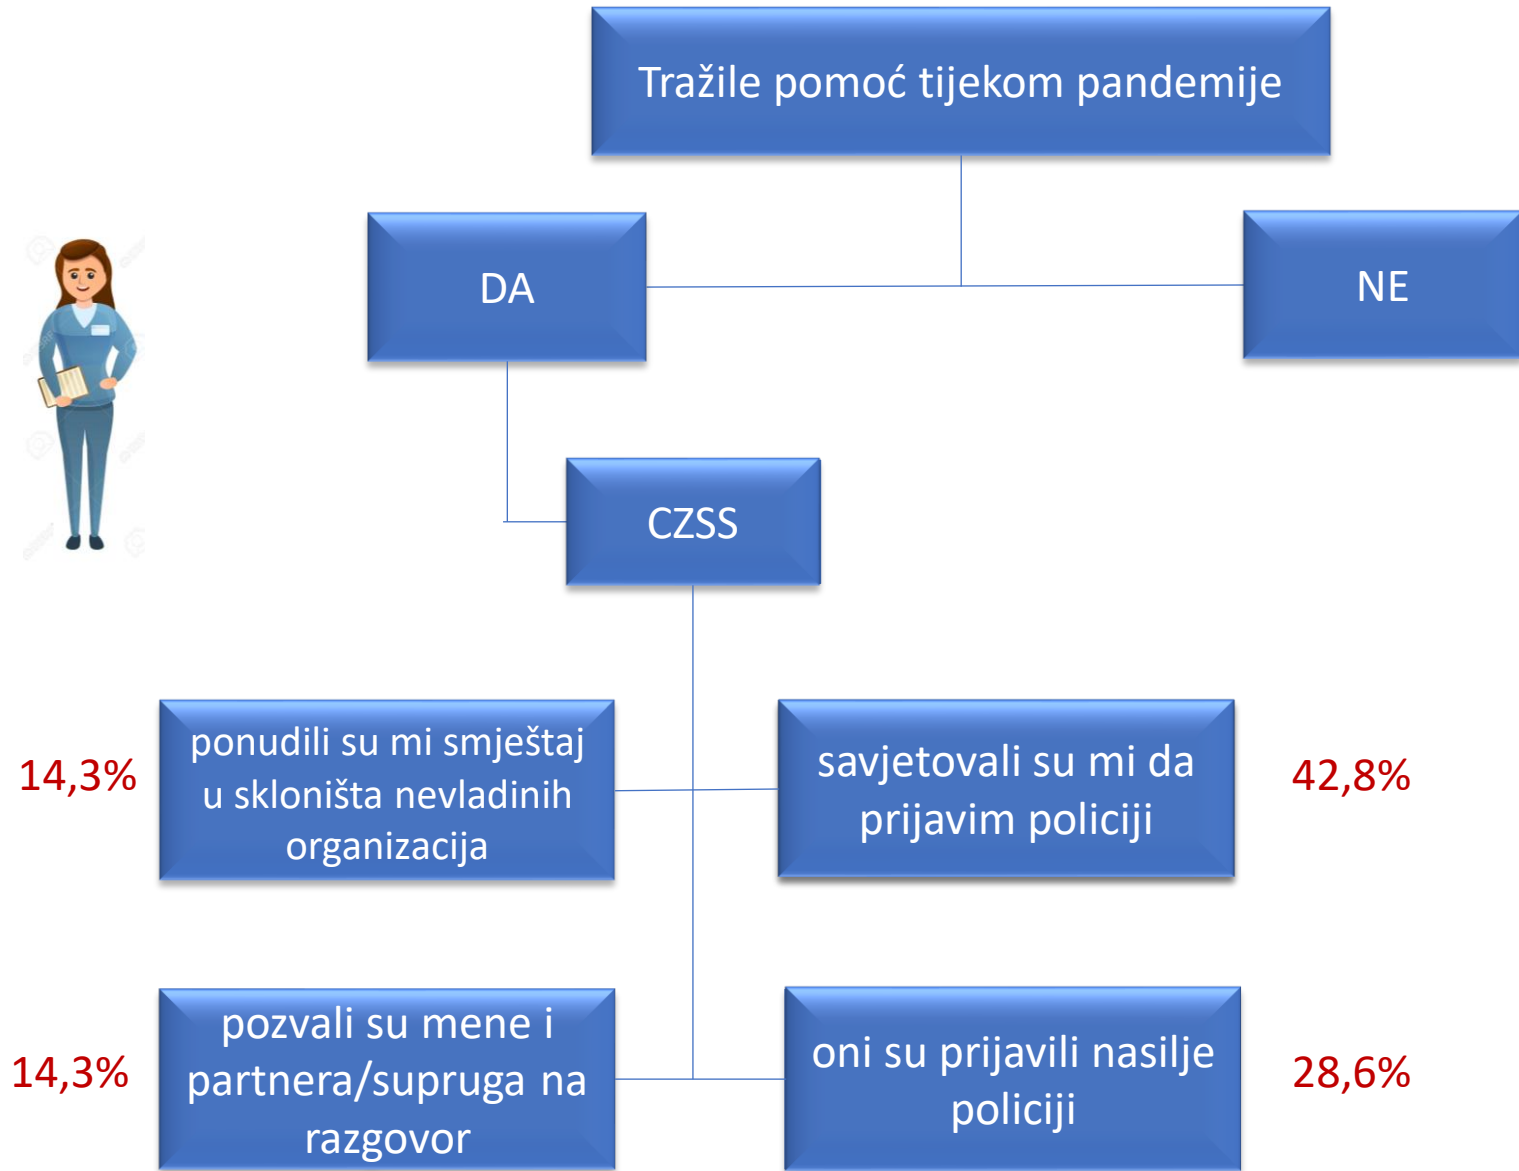 Tražile pomoć tijekom pandemije
DA
NE
CZSS
14,3%
ponudili su mi smještaj
u skloništa nevladinih
organizacija
savjetovali su mi da
prijavim policiji
42,8%
14,3%
pozvali su mene i
partnera/supruga na
razgovor
oni su prijavili nasilje
policiji
28,6%